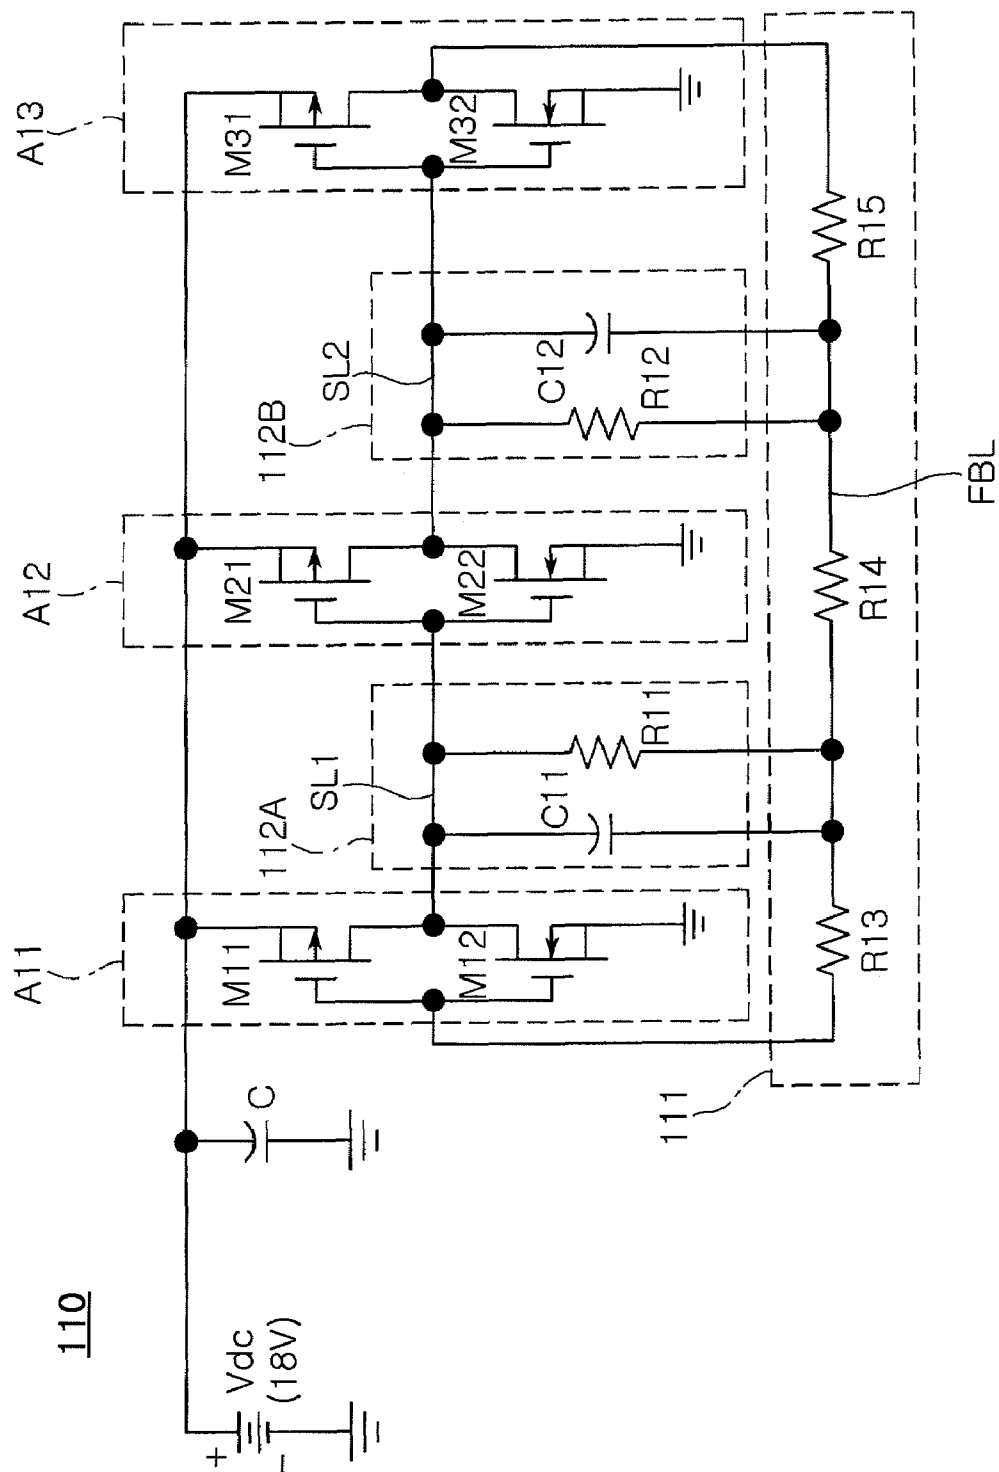 110
Vdc
(18V)
+
−
C
A11
M11
M12
112A
SL1
C11
R11
A12
M21
M22
112B
SL2
C12
R12
A13
M31
M32
111
R13
R14
R15
FBL